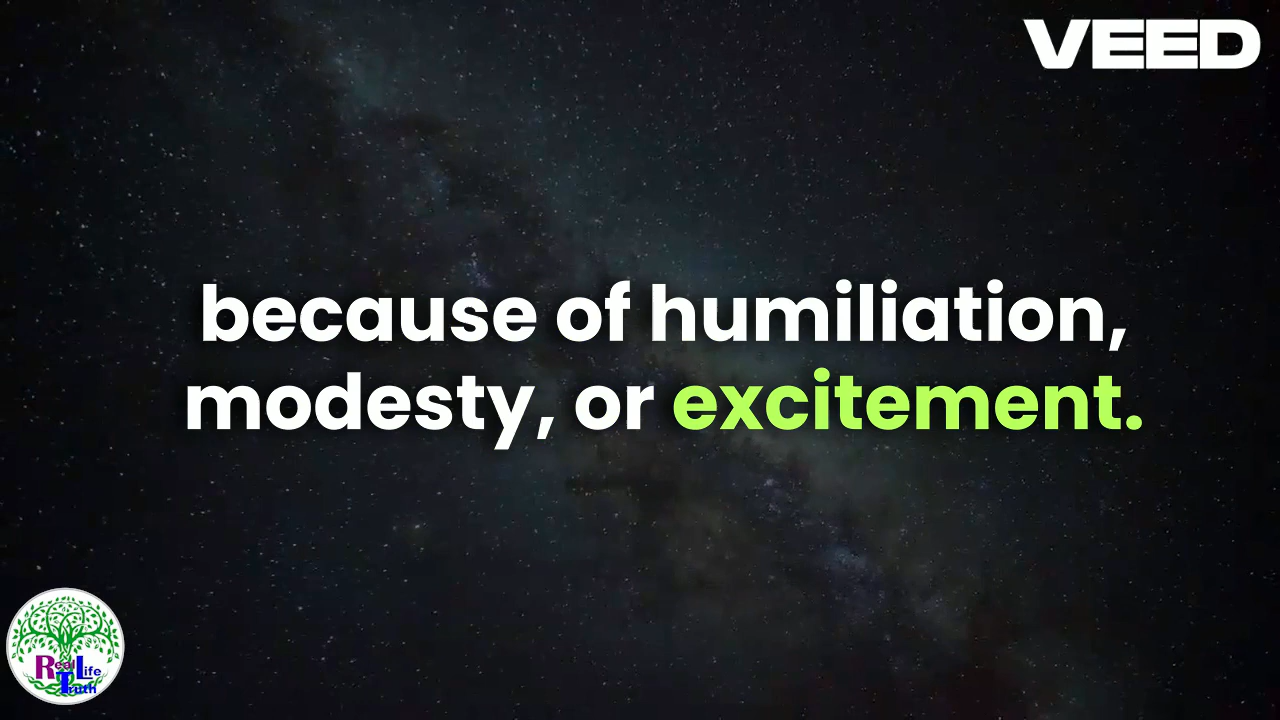 VEED
because of humiliation,
modesty, or excitement.
Real Life
Truth